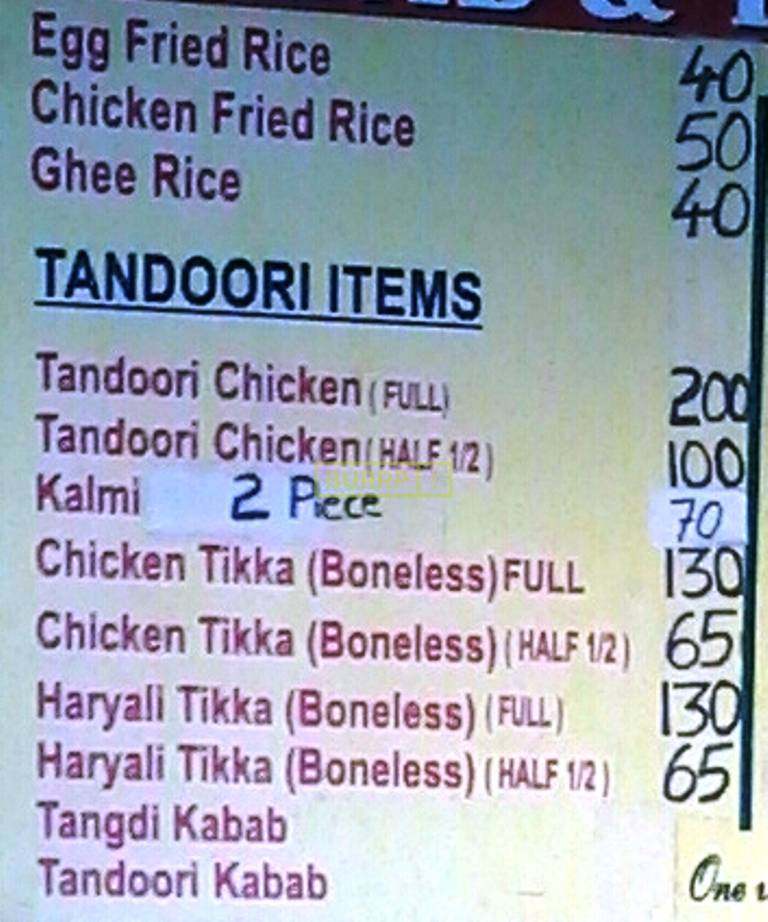 Egg Fried Rice 40
Chicken Fried Rice 50
Ghee Rice 40
TANDOORI ITEMS
Tandoori Chicken (FULL) 200
Tandoori Chicken (HALF 1/2) 100
Kalmi 2 Piece 70
Chicken Tikka (Boneless) FULL 130
Chicken Tikka (Boneless) (HALF 1/2) 65
Haryali Tikka (Boneless) (FULL) 130
Haryali Tikka (Boneless) (HALF 1/2) 65
Tangdi Kabab
Tandoori Kabab
One